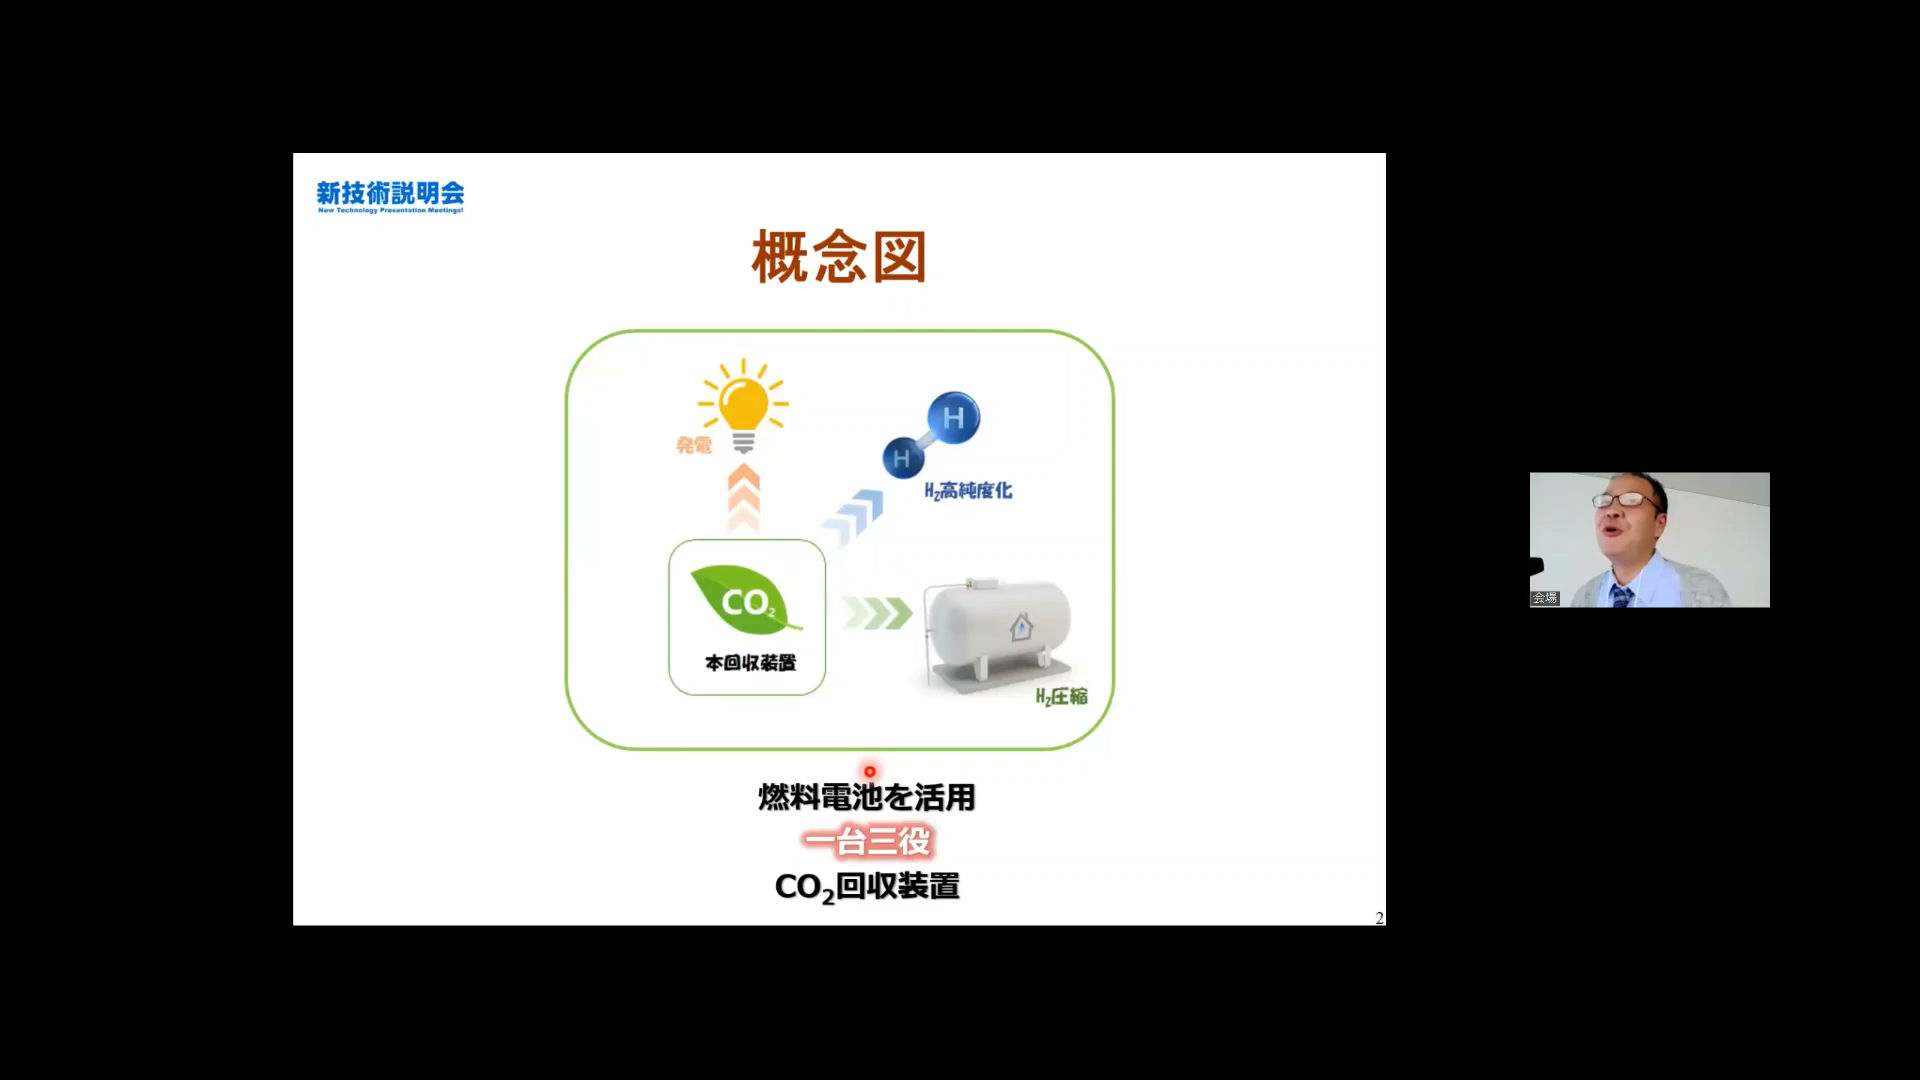 新技術説明会
New Technology Presentation Meetings!
概念図
発電
H
H
H₂高純度化
CO₂
本回収装置
H₂圧縮
燃料電池を活用
一台三役
CO₂回収装置
2
会場